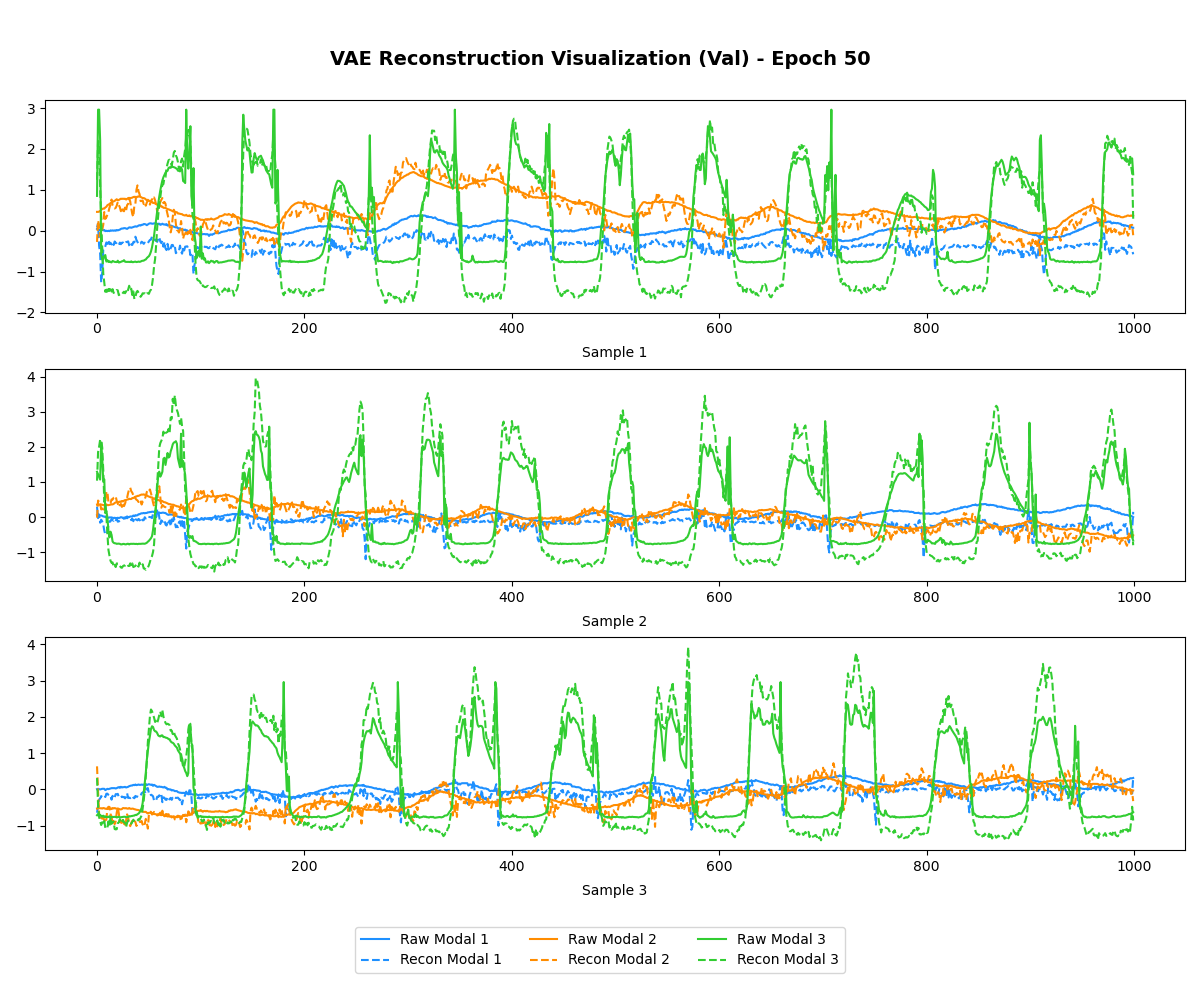 VAE Reconstruction Visualization (Val) - Epoch 50
3
2
1
0
−1
−2
0 200 400 600 800 1000
Sample 1
4
3
2
1
0
−1
0 200 400 600 800 1000
Sample 2
4
3
2
1
0
−1
0 200 400 600 800 1000
Sample 3
Raw Modal 1 Raw Modal 2 Raw Modal 3
Recon Modal 1 Recon Modal 2 Recon Modal 3